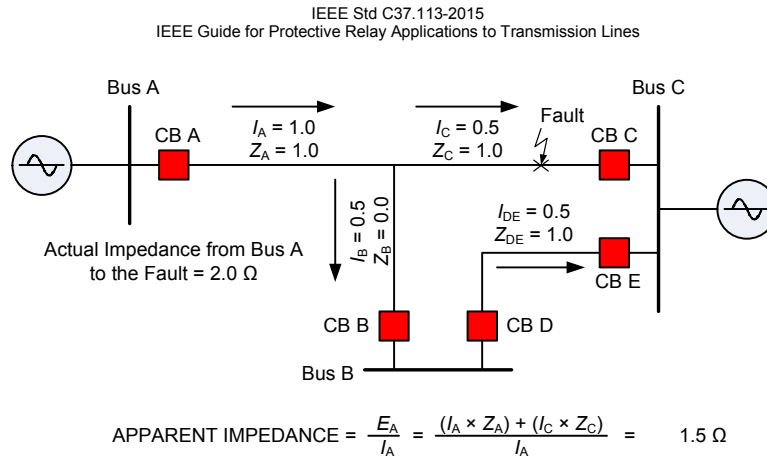 IEEE Std C37.113-2015
IEEE Guide for Protective Relay Applications to Transmission Lines
Bus A
Bus C
CB A
I_A = 1.0
Z_A = 1.0
I_C = 0.5
Z_C = 1.0
Fault
CB C
I_B = 0.5
Z_B = 0.0
I_DE = 0.5
Z_DE = 1.0
Actual Impedance from Bus A
to the Fault = 2.0 Ω
CB E
CB B
CB D
Bus B
APPARENT IMPEDANCE = E_A / I_A = (I_A × Z_A) + (I_C × Z_C) / I_A = 1.5 Ω